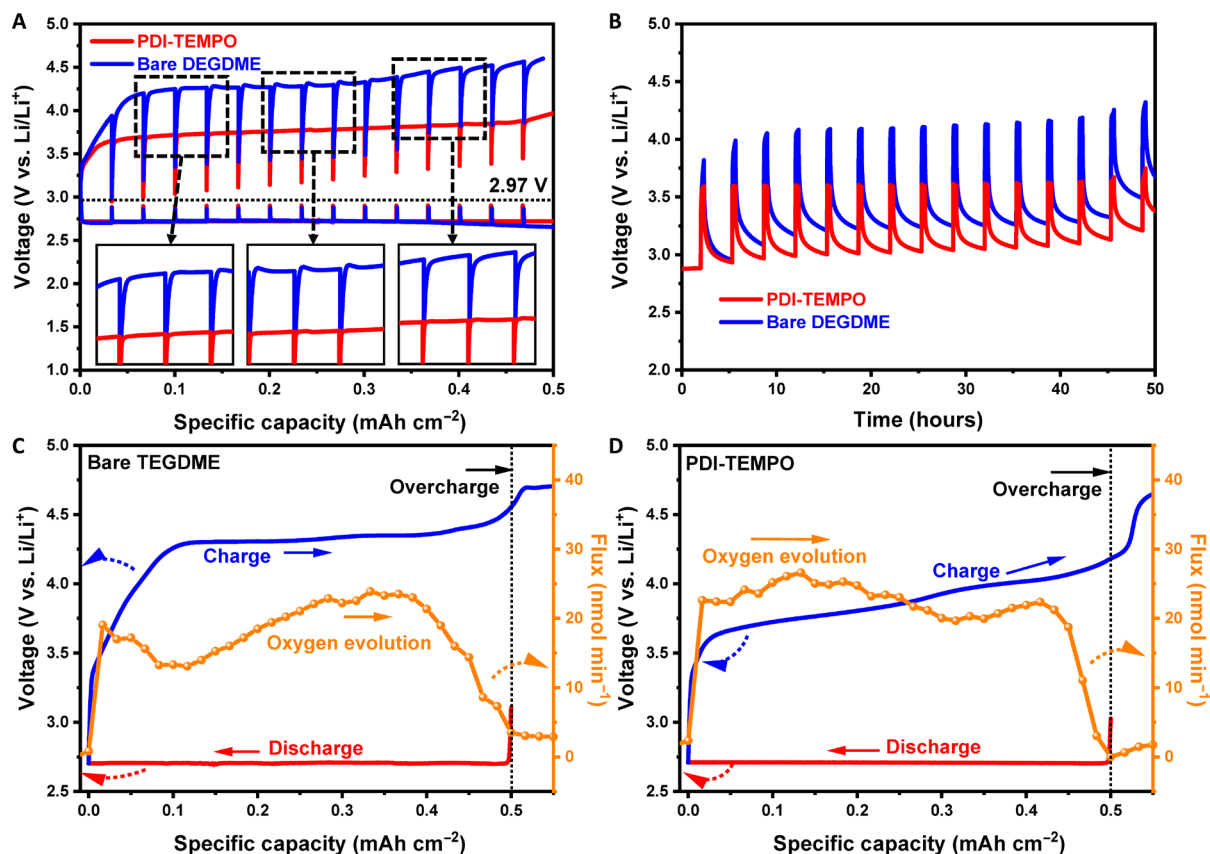 A
PDI-TEMPO
Bare DEGDME
2.97 V
5.0
4.5
4.0
3.5
3.0
2.5
2.0
1.5
1.0
Voltage (V vs. Li/Li⁺)
0.0 0.1 0.2 0.3 0.4 0.5
Specific capacity (mAh cm⁻²)
B
PDI-TEMPO
Bare DEGDME
5.0
4.5
4.0
3.5
3.0
2.5
2.0
Voltage (V vs. Li/Li⁺)
0 10 20 30 40 50
Time (hours)
C
Bare TEGDME
Overcharge
Charge
Oxygen evolution
Discharge
5.0
4.5
4.0
3.5
3.0
2.5
Voltage (V vs. Li/Li⁺)
40
30
20
10
0
Flux (nmol min⁻¹)
0.0 0.1 0.2 0.3 0.4 0.5
Specific capacity (mAh cm⁻²)
D
PDI-TEMPO
Overcharge
Oxygen evolution
Charge
Discharge
5.0
4.5
4.0
3.5
3.0
2.5
Voltage (V vs. Li/Li⁺)
40
30
20
10
0
Flux (nmol min⁻¹)
0.0 0.1 0.2 0.3 0.4 0.5
Specific capacity (mAh cm⁻²)